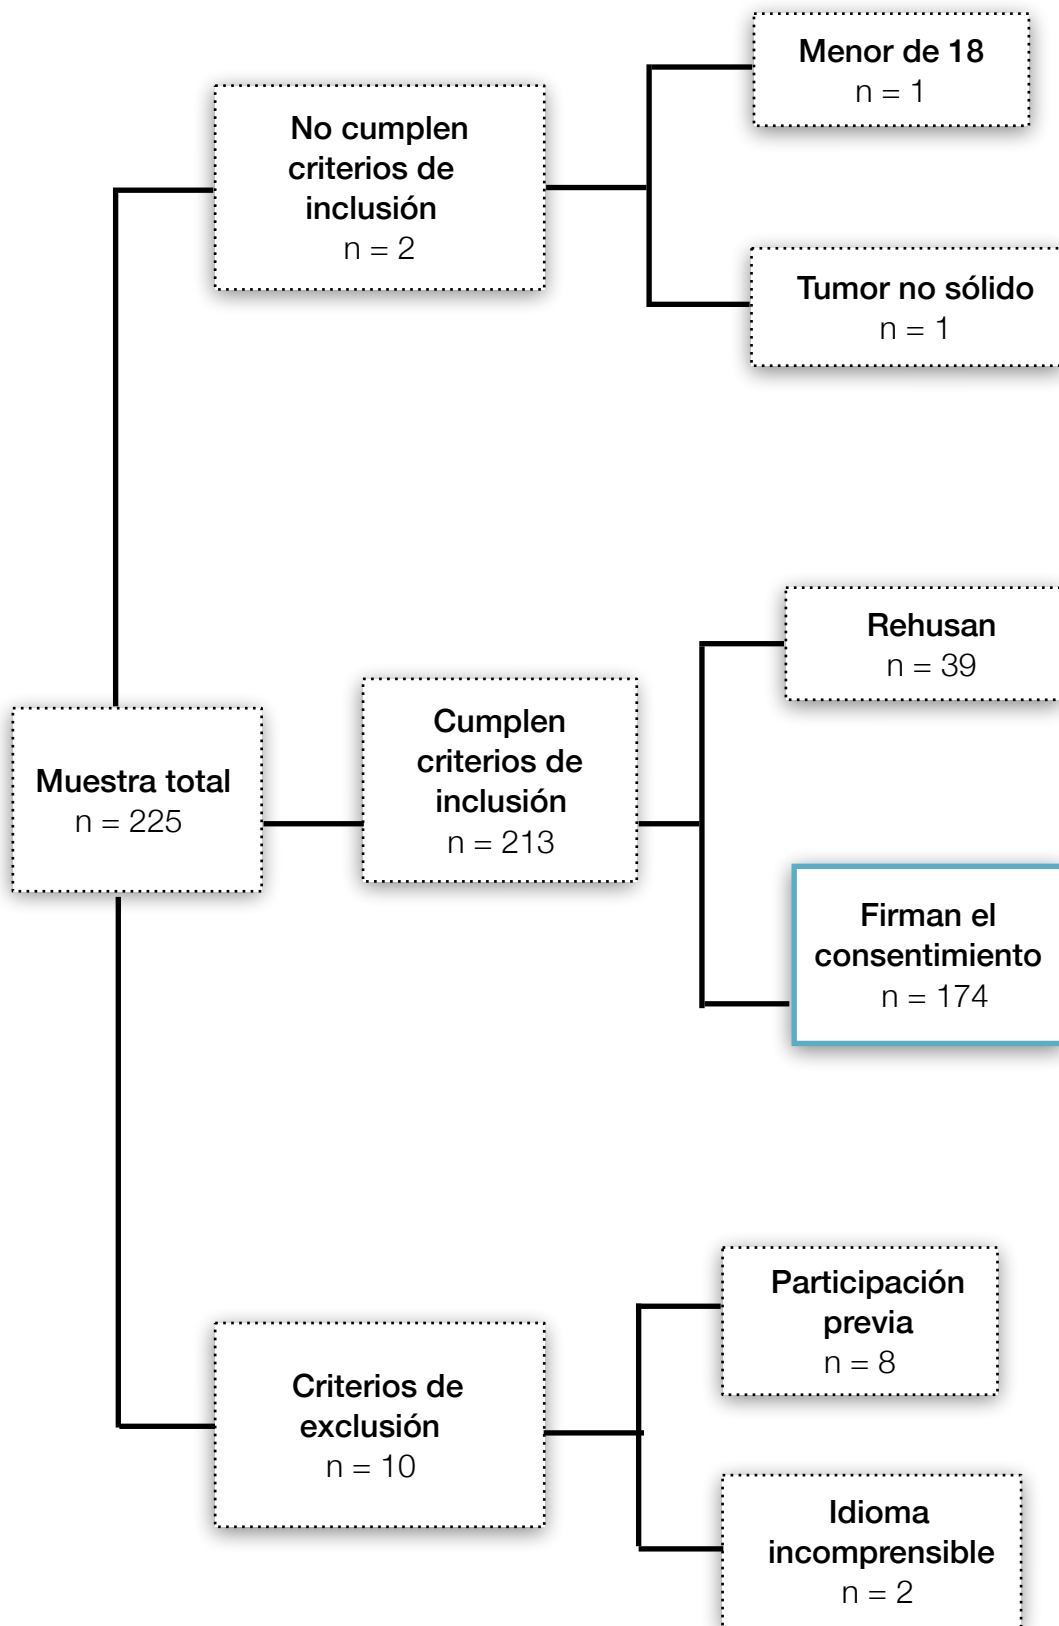 Menor de 18
n = 1
No cumplen
criterios de
inclusión
n = 2
Tumor no sólido
n = 1
Rehusan
n = 39
Cumplen
criterios de
inclusión
n = 213
Muestra total
n = 225
Firman el
consentimiento
n = 174
Participación
previa
n = 8
Criterios de
exclusión
n = 10
Idioma
incomprensible
n = 2